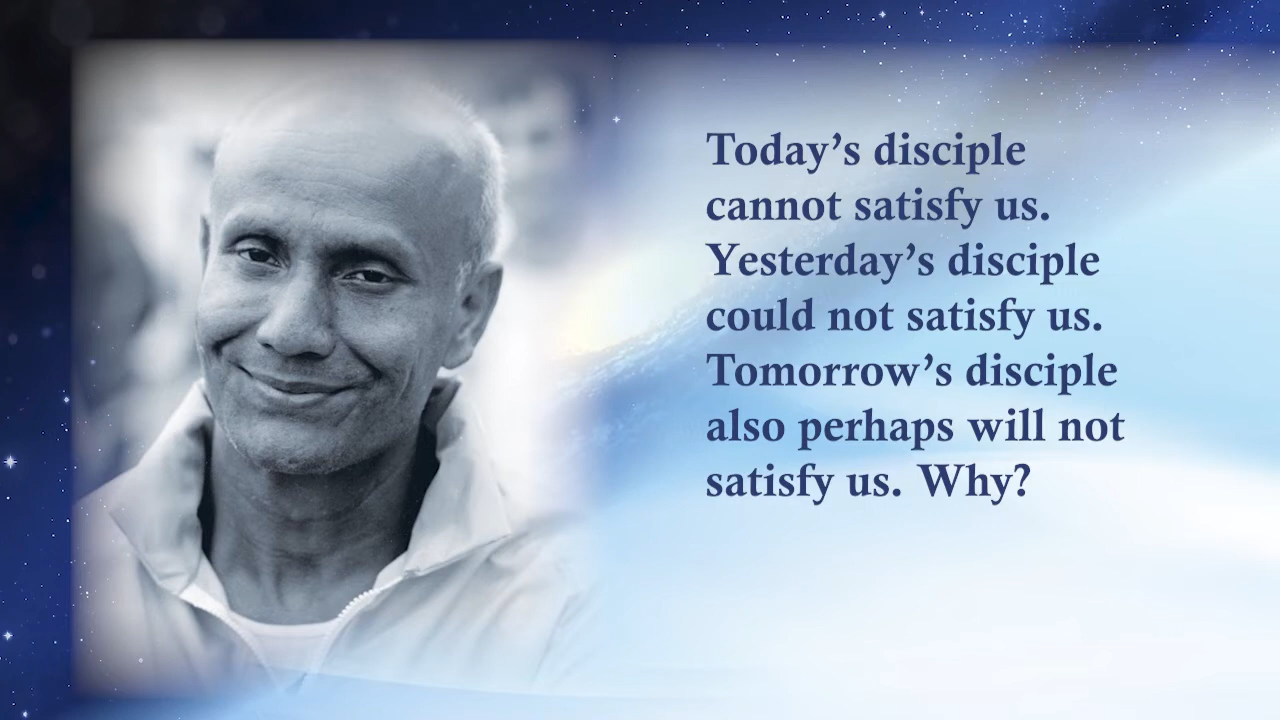 Today’s disciple
cannot satisfy us.
Yesterday’s disciple
could not satisfy us.
Tomorrow’s disciple
also perhaps will not
satisfy us. Why?